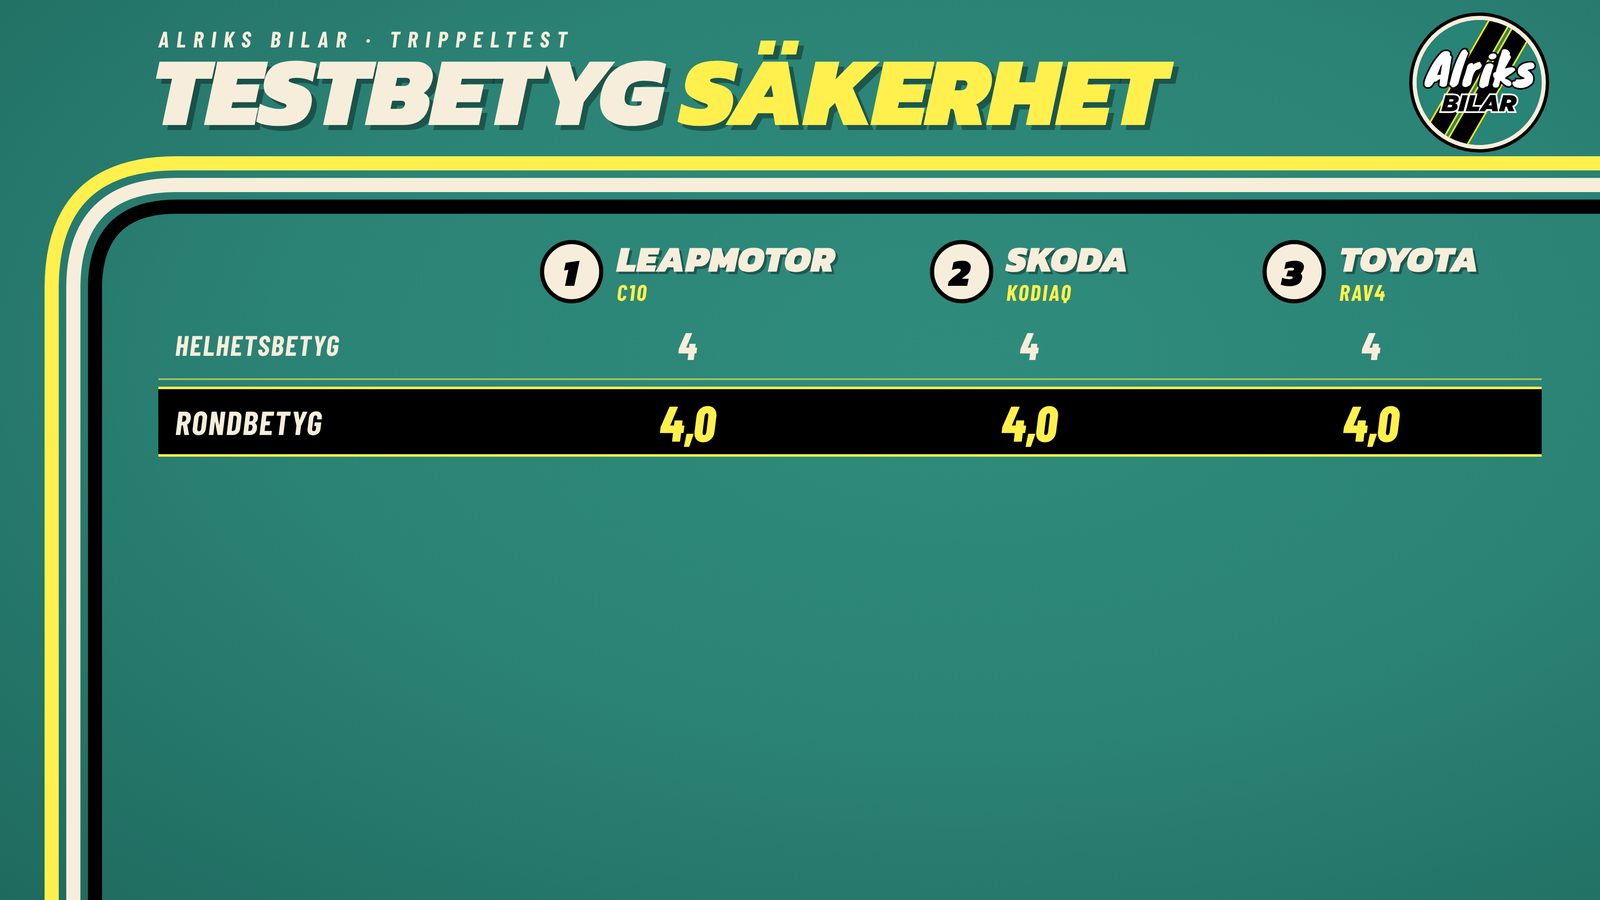 ALRIKS BILAR · TRIPPELTEST
TESTBETYG SÄKERHET
Alriks
BILAR
1 LEAPMOTOR 2 SKODA 3 TOYOTA
C10 KODIAQ RAV4
HELHETSBETYG 4 4 4
RONDBETYG 4,0 4,0 4,0